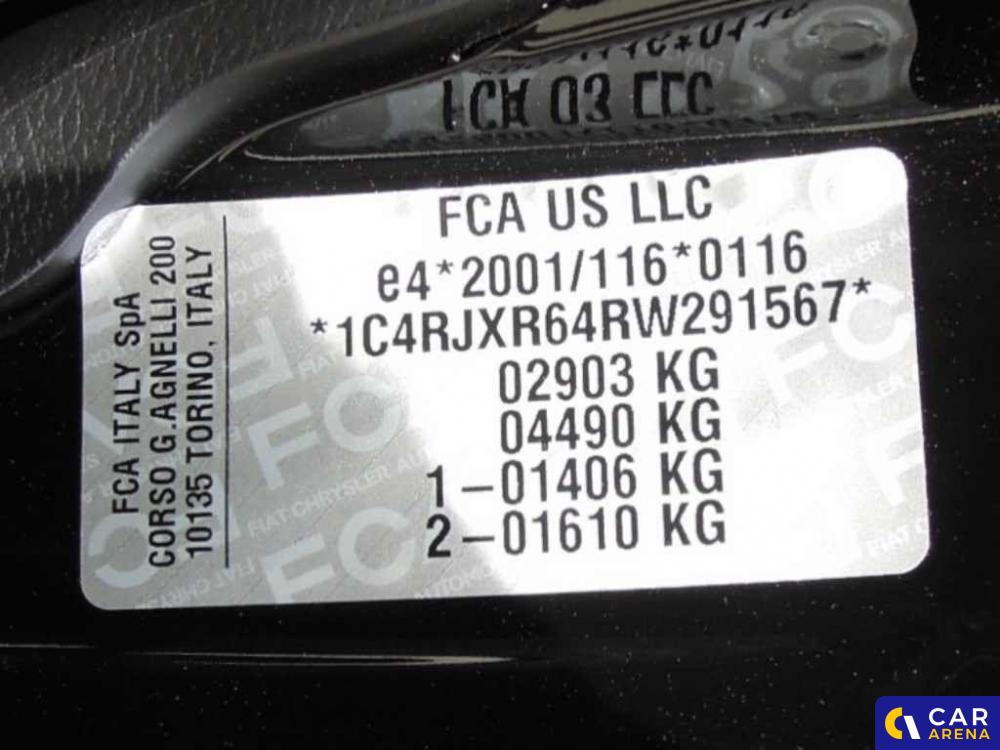 FCA US LLC
e4*2001/116*0116
*1C4RJXR64RW291567*
02903 KG
04490 KG
1-01406 KG
2-01610 KG
FCA ITALY SpA
CORSO G.AGNELLI 200
10135 TORINO, ITALY
CAR
ARENA